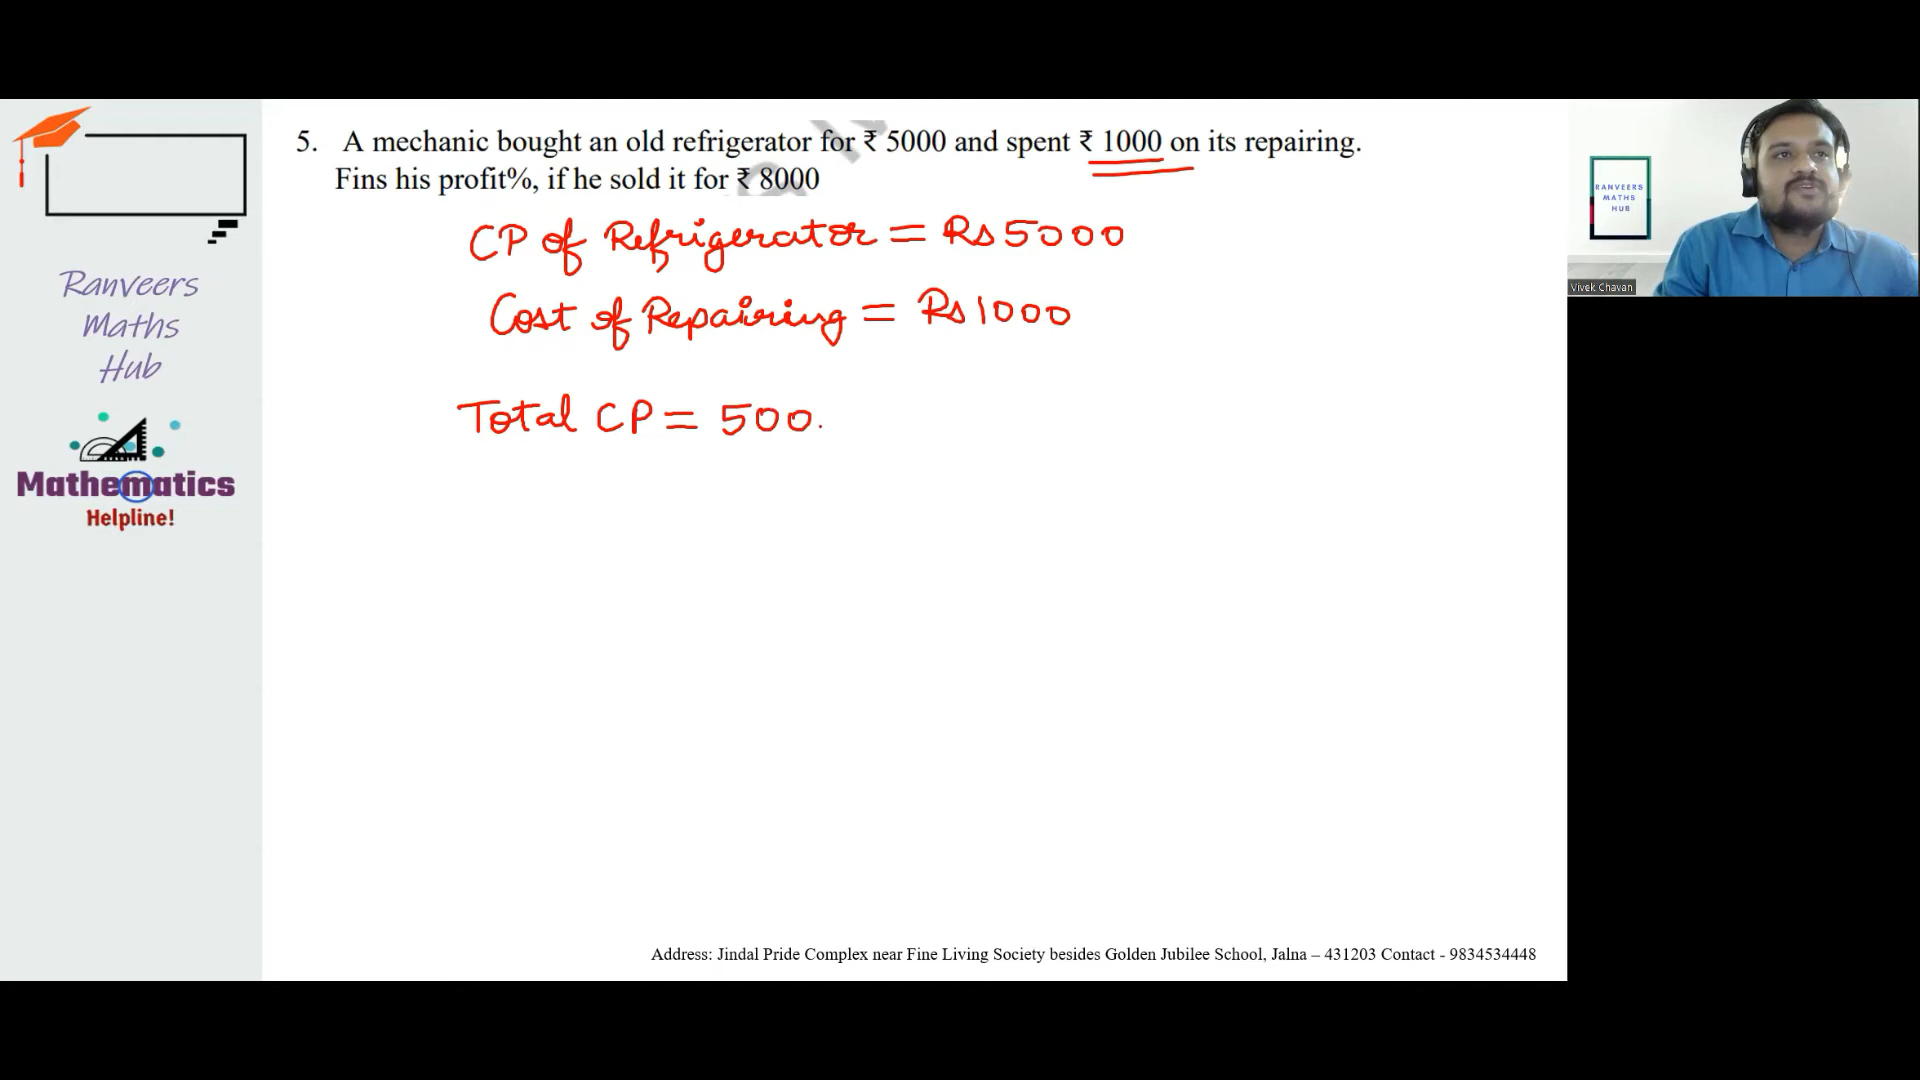 5. A mechanic bought an old refrigerator for ₹ 5000 and spent ₹ 1000 on its repairing.
Fins his profit%, if he sold it for ₹ 8000
CP of Refrigerator = Rs 5000
Cost of Repairing = Rs 1000
Total CP = 500.
Ranveers
Maths
Hub
Mathematics
Helpline!
RANVEERS
MATHS
HUB
Vivek Chavan
Address: Jindal Pride Complex near Fine Living Society besides Golden Jubilee School, Jalna – 431203 Contact - 9834534448